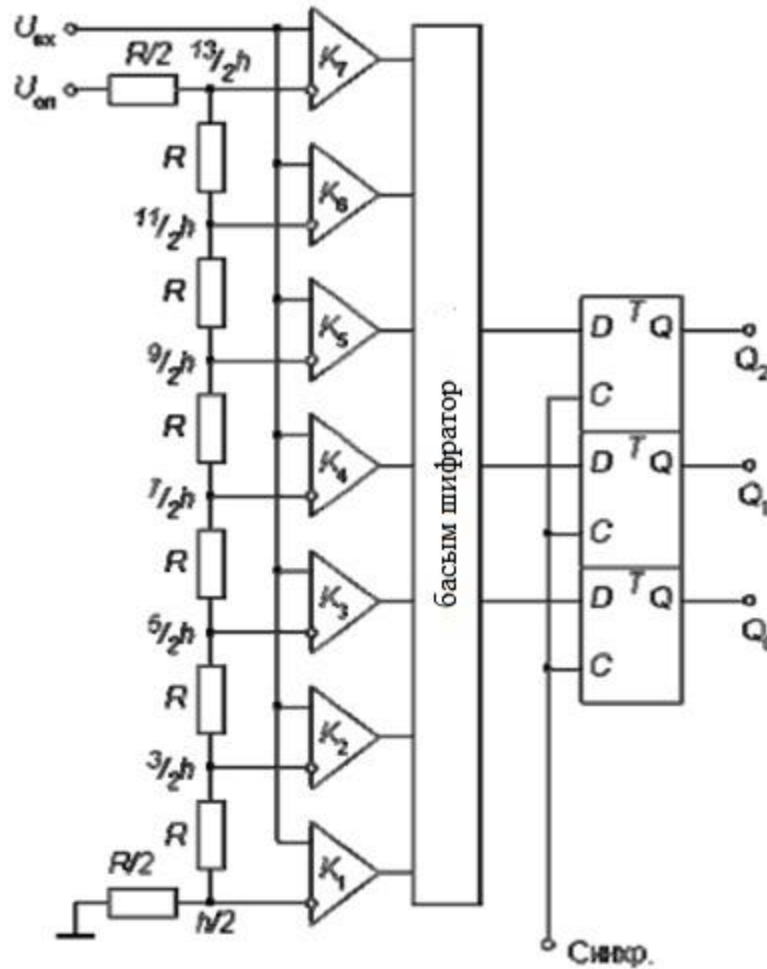 Uвх
Uоп
R/2
13/2h
K7
R
11/2h
K6
R
9/2h
K5
R
7/2h
K4
R
5/2h
K3
R
3/2h
K2
R
R/2
h/2
K1
басым шифратор
D T Q
Q2
C
D T Q
Q1
C
D T Q
C
Синхр.